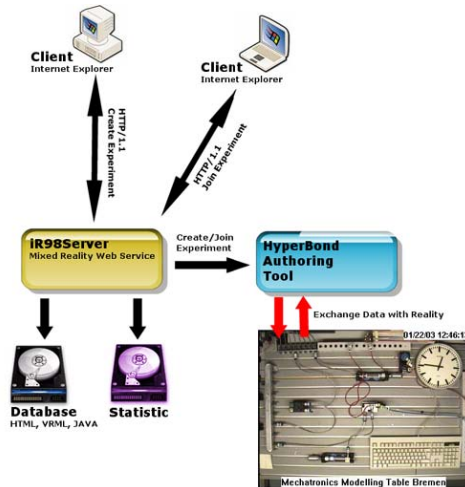 Client
Internet Explorer
Client
Internet Explorer
HTTP/1.1
Create Experiment
HTTP/1.1
Join Experiment
iR98Server
Mixed Reality Web Service
Create/Join
Experiment
HyperBond
Authoring
Tool
Exchange Data with Reality
Database
HTML, VRML, JAVA
Statistic
01/22/03 12:46:1
Mechatronics Modelling Table Bremen